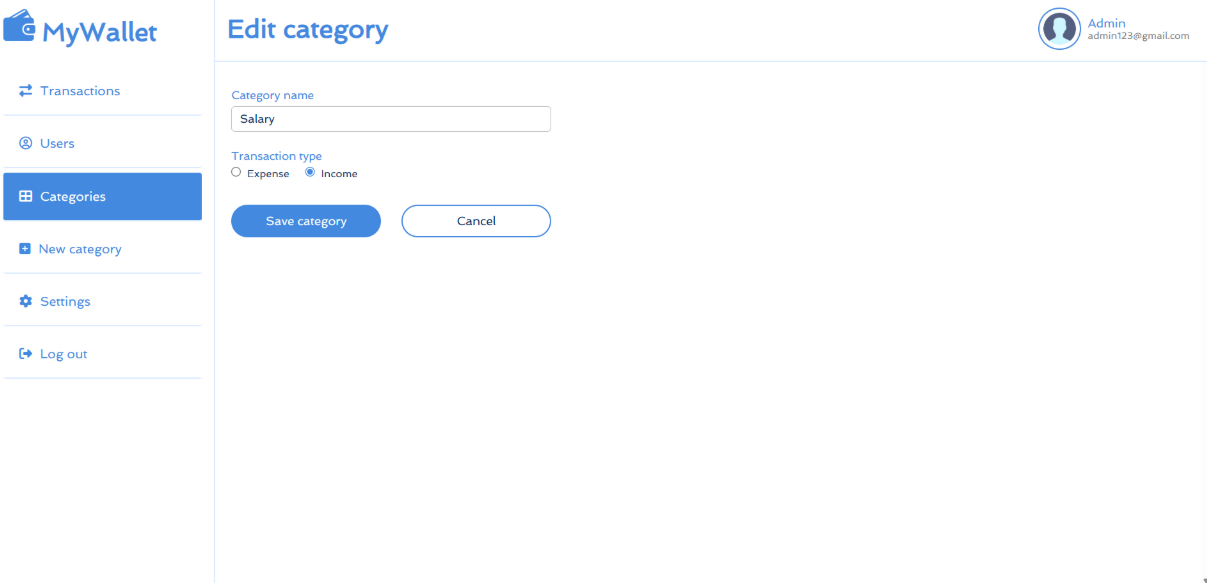 MyWallet
Transactions
Users
Categories
New category
Settings
Log out
Edit category
Admin
admin123@gmail.com
Category name
Salary
Transaction type
Expense Income
Save category Cancel